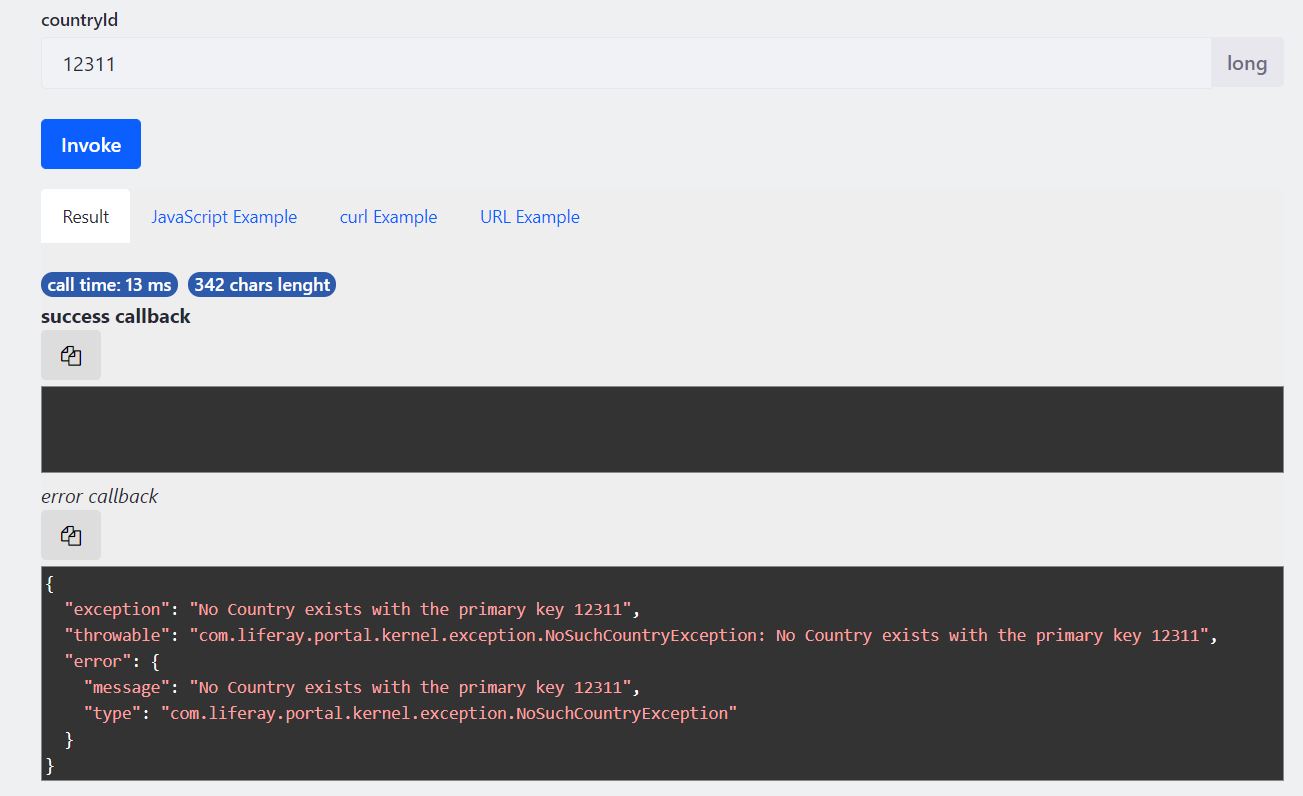 countryId
12311 long
Invoke
Result JavaScript Example curl Example URL Example
call time: 13 ms 342 chars lenght
success callback
error callback
{
  "exception": "No Country exists with the primary key 12311",
  "throwable": "com.liferay.portal.kernel.exception.NoSuchCountryException: No Country exists with the primary key 12311",
  "error": {
    "message": "No Country exists with the primary key 12311",
    "type": "com.liferay.portal.kernel.exception.NoSuchCountryException"
  }
}